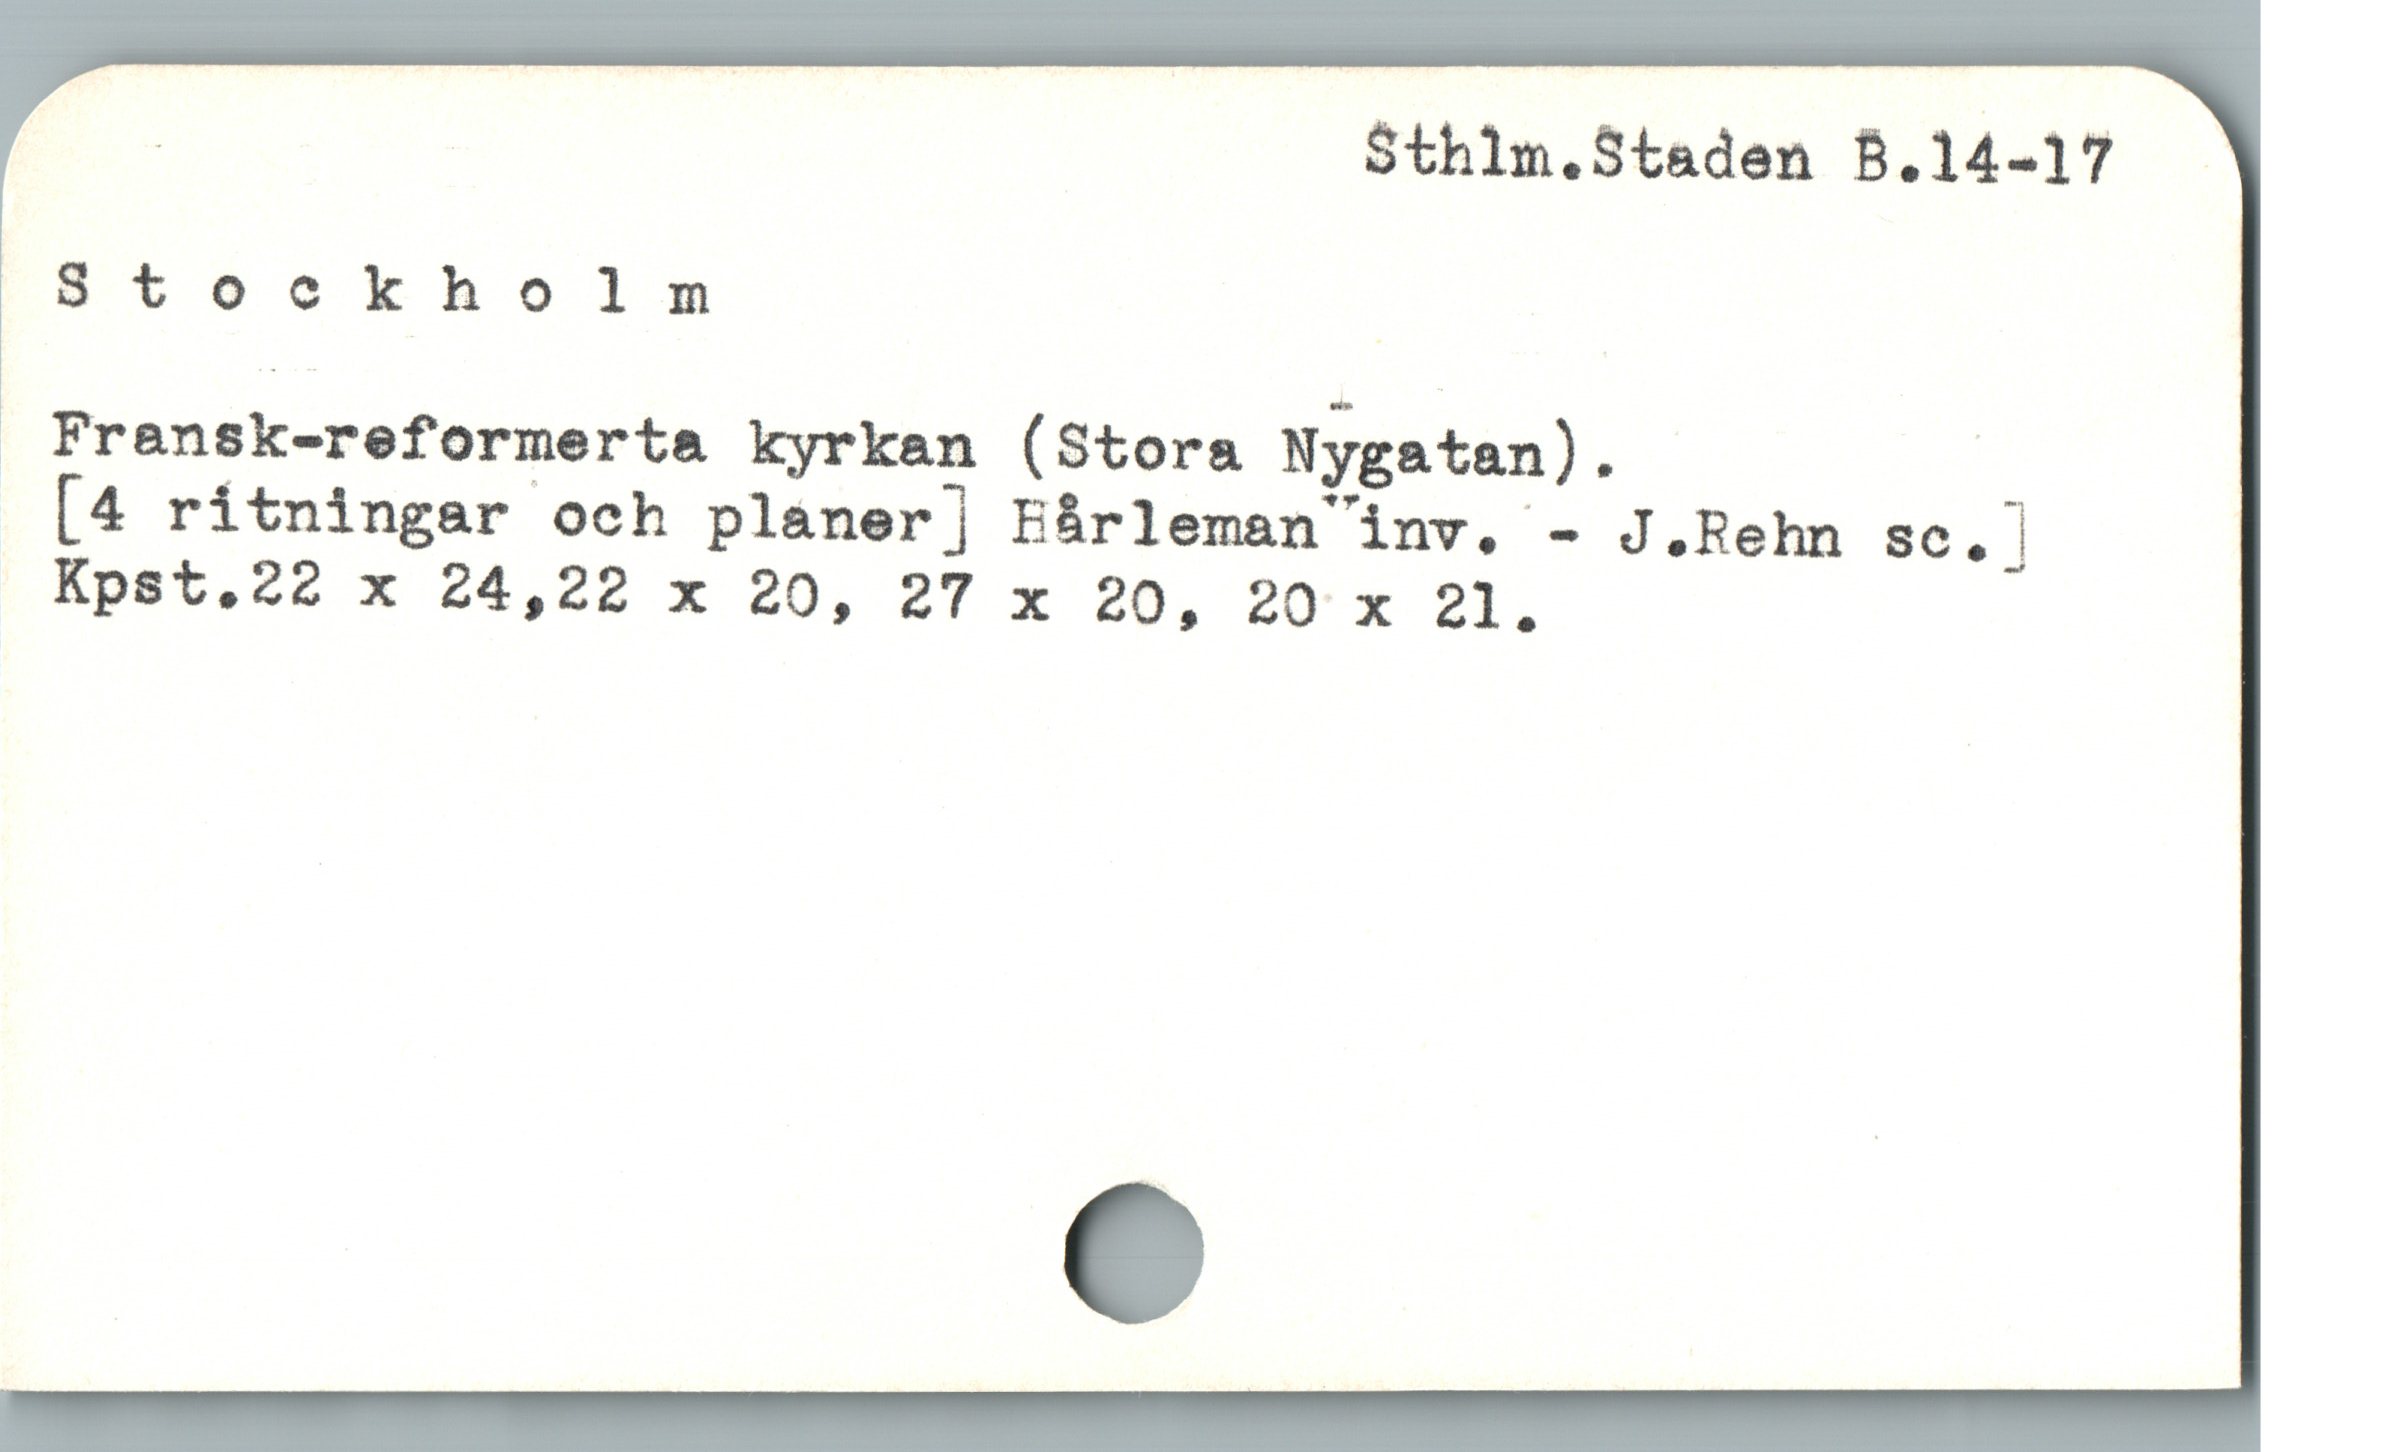 Sthlm.Staden B.14-17
S t o c k h o l m
Fransk-reformerta kyrkan (Stora Nygatan).
[4 ritningar och planer] Hårleman inv. - J.Rehn sc.]
Kpst.22 x 24,22 x 20, 27 x 20, 20 x 21.